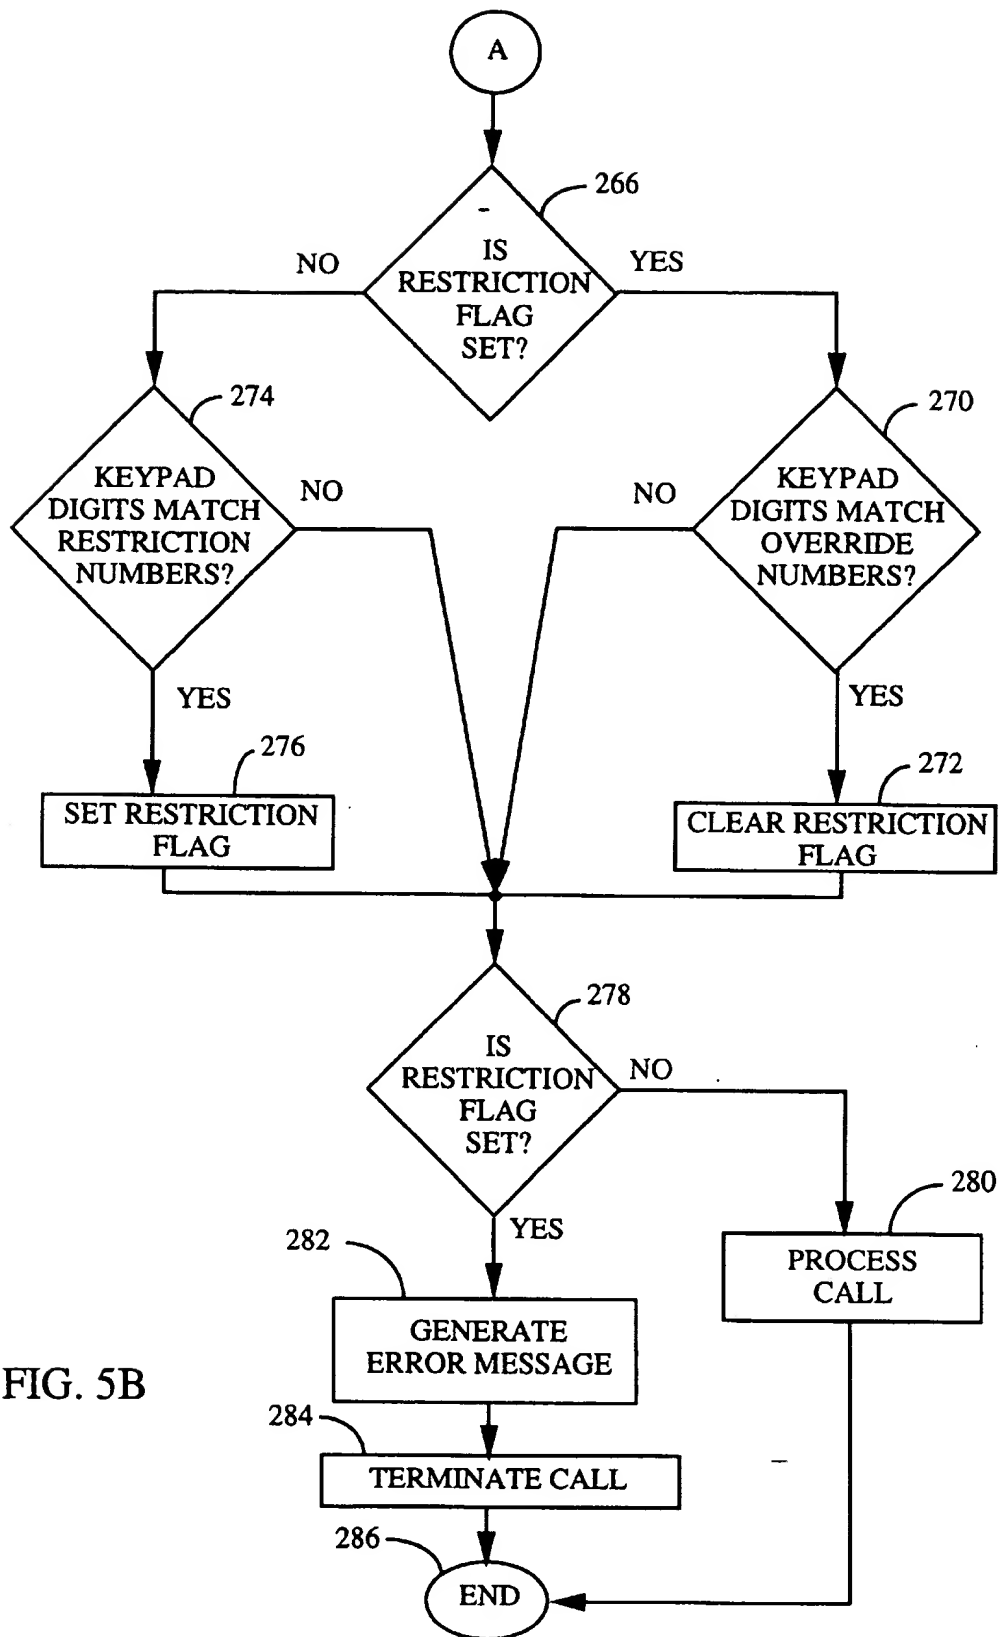 A
266
IS
RESTRICTION
FLAG
SET?
NO
YES
274
KEYPAD
DIGITS MATCH
RESTRICTION
NUMBERS?
NO
270
KEYPAD
DIGITS MATCH
OVERRIDE
NUMBERS?
NO
YES
YES
276
SET RESTRICTION
FLAG
272
CLEAR RESTRICTION
FLAG
278
IS
RESTRICTION
FLAG
SET?
NO
YES
280
PROCESS
CALL
282
GENERATE
ERROR MESSAGE
FIG. 5B
284
TERMINATE CALL
286
END